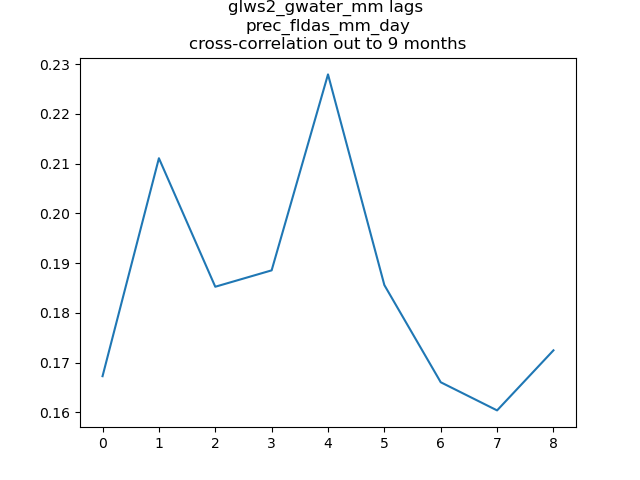 glws2_gwater_mm lags
prec_fldas_mm_day
cross-correlation out to 9 months
0.23
0.22
0.21
0.20
0.19
0.18
0.17
0.16
0 1 2 3 4 5 6 7 8